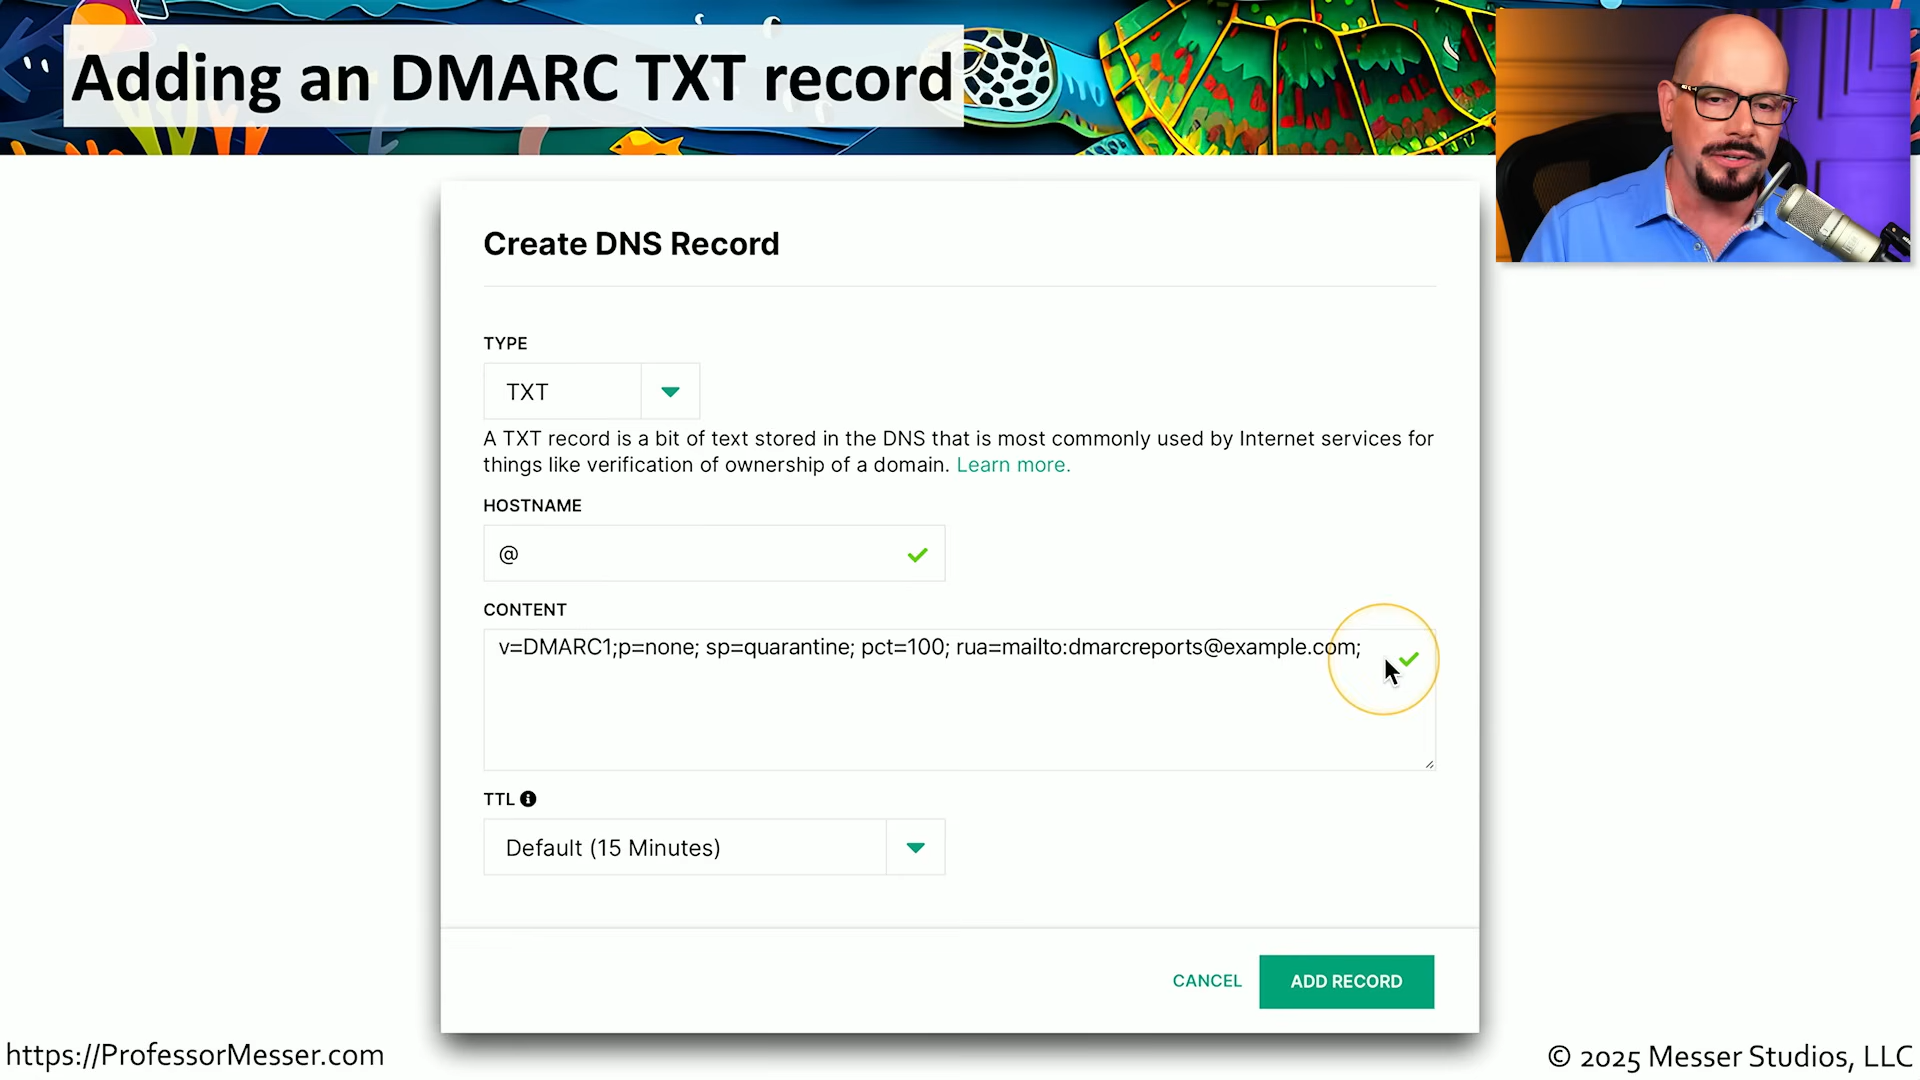 Adding an DMARC TXT record
Create DNS Record
TYPE
TXT
A TXT record is a bit of text stored in the DNS that is most commonly used by Internet services for
things like verification of ownership of a domain. Learn more.
HOSTNAME
@
CONTENT
v=DMARC1;p=none; sp=quarantine; pct=100; rua=mailto:dmarcreports@example.com;
TTL
Default (15 Minutes)
CANCEL
ADD RECORD
https://ProfessorMesser.com
© 2025 Messer Studios, LLC